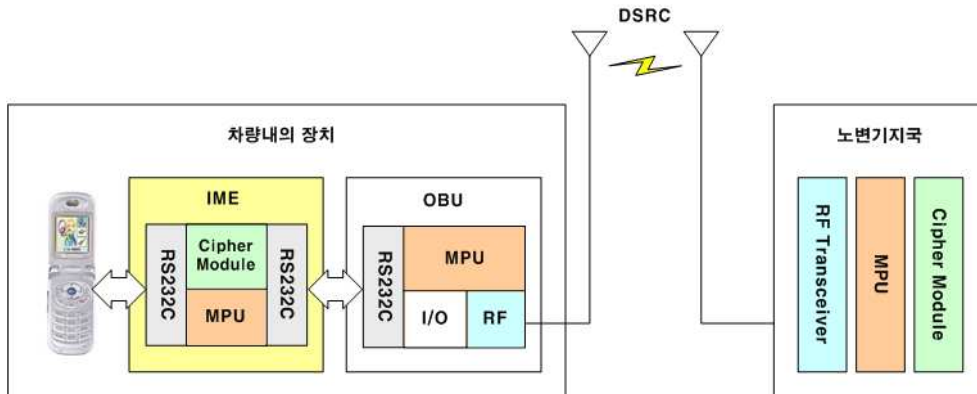 DSRC
차량내의 장치
노변기지국
IME
RS232C
Cipher
Module
MPU
RS232C
OBU
RS232C
MPU
I/O
RF
RF Transceiver
MPU
Cipher Module